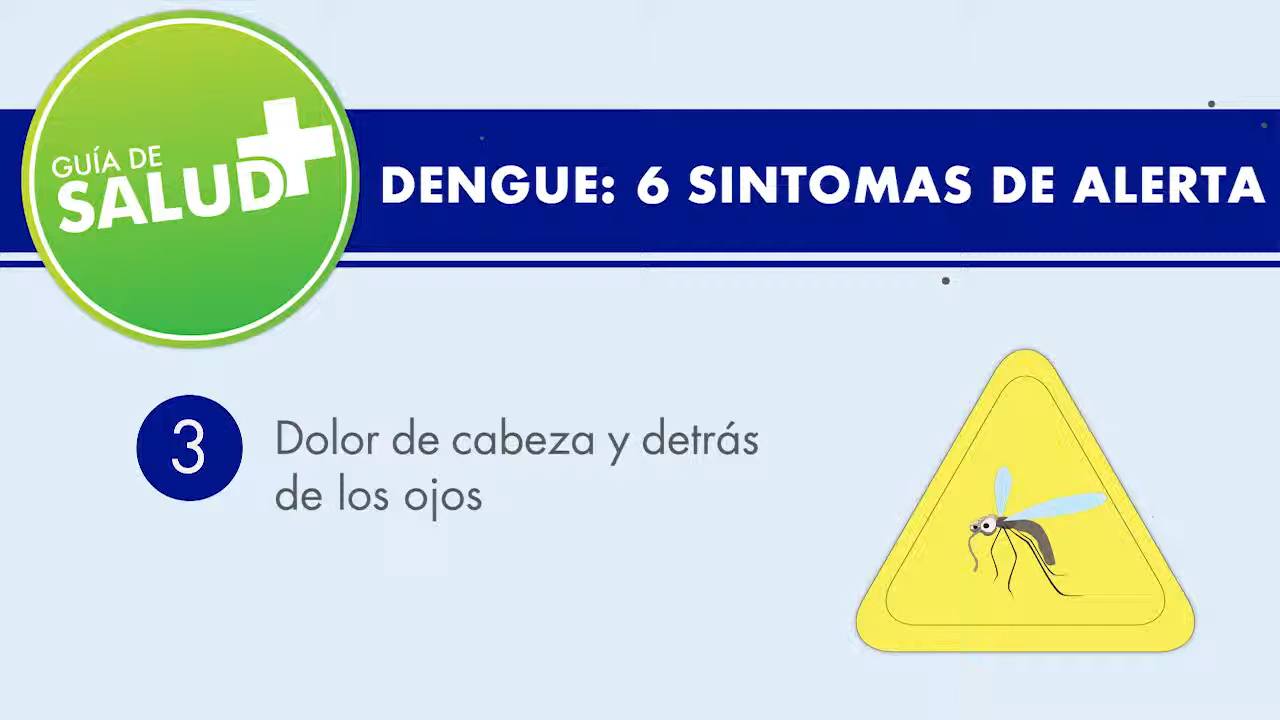 GUÍA DE
SALUD
DENGUE: 6 SINTOMAS DE ALERTA
3
Dolor de cabeza y detrás
de los ojos